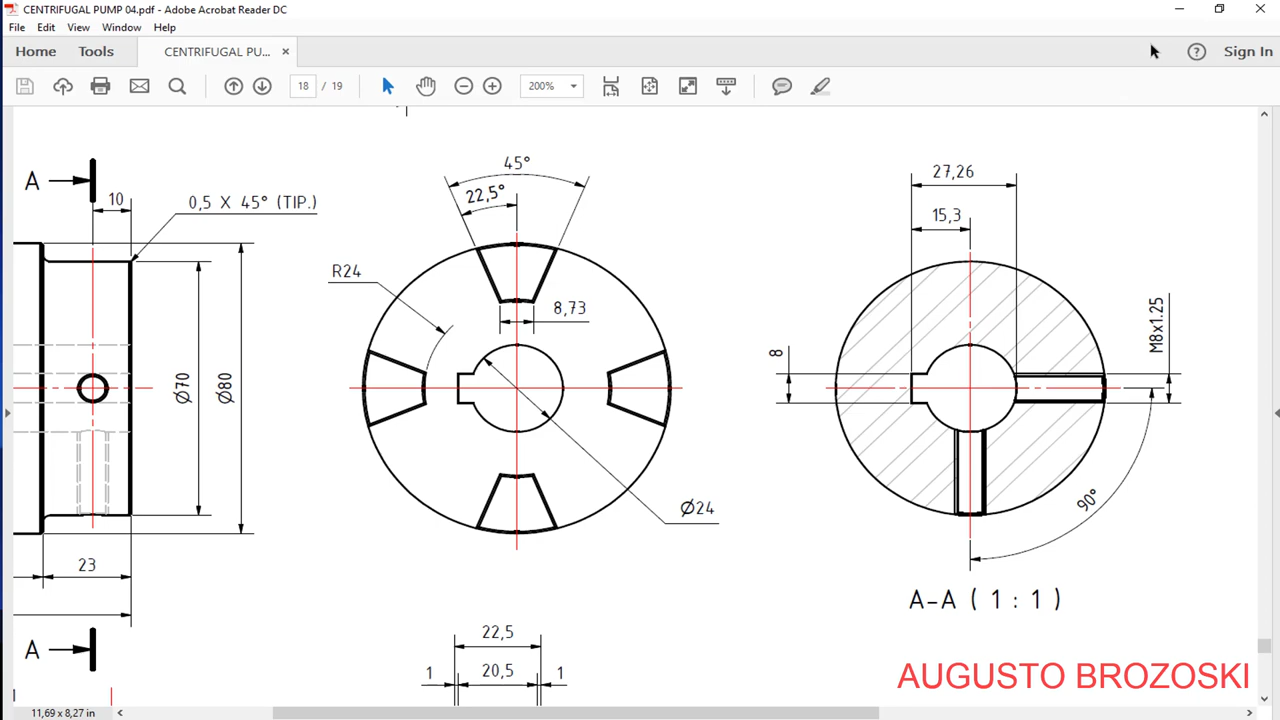 CENTRIFUGAL PUMP 04.pdf - Adobe Acrobat Reader DC
File Edit View Window Help
Home Tools CENTRIFUGAL PU... × ? Sign In
18 / 19 200%
A
10
0,5 X 45° (TIP.)
Ø70
Ø80
23
A
45°
22,5°
R24
8,73
Ø24
22,5
1 20,5 1
27,26
15,3
8
M8x1.25
90°
A-A ( 1 : 1 )
AUGUSTO BROZOSKI
11,69 x 8,27 in